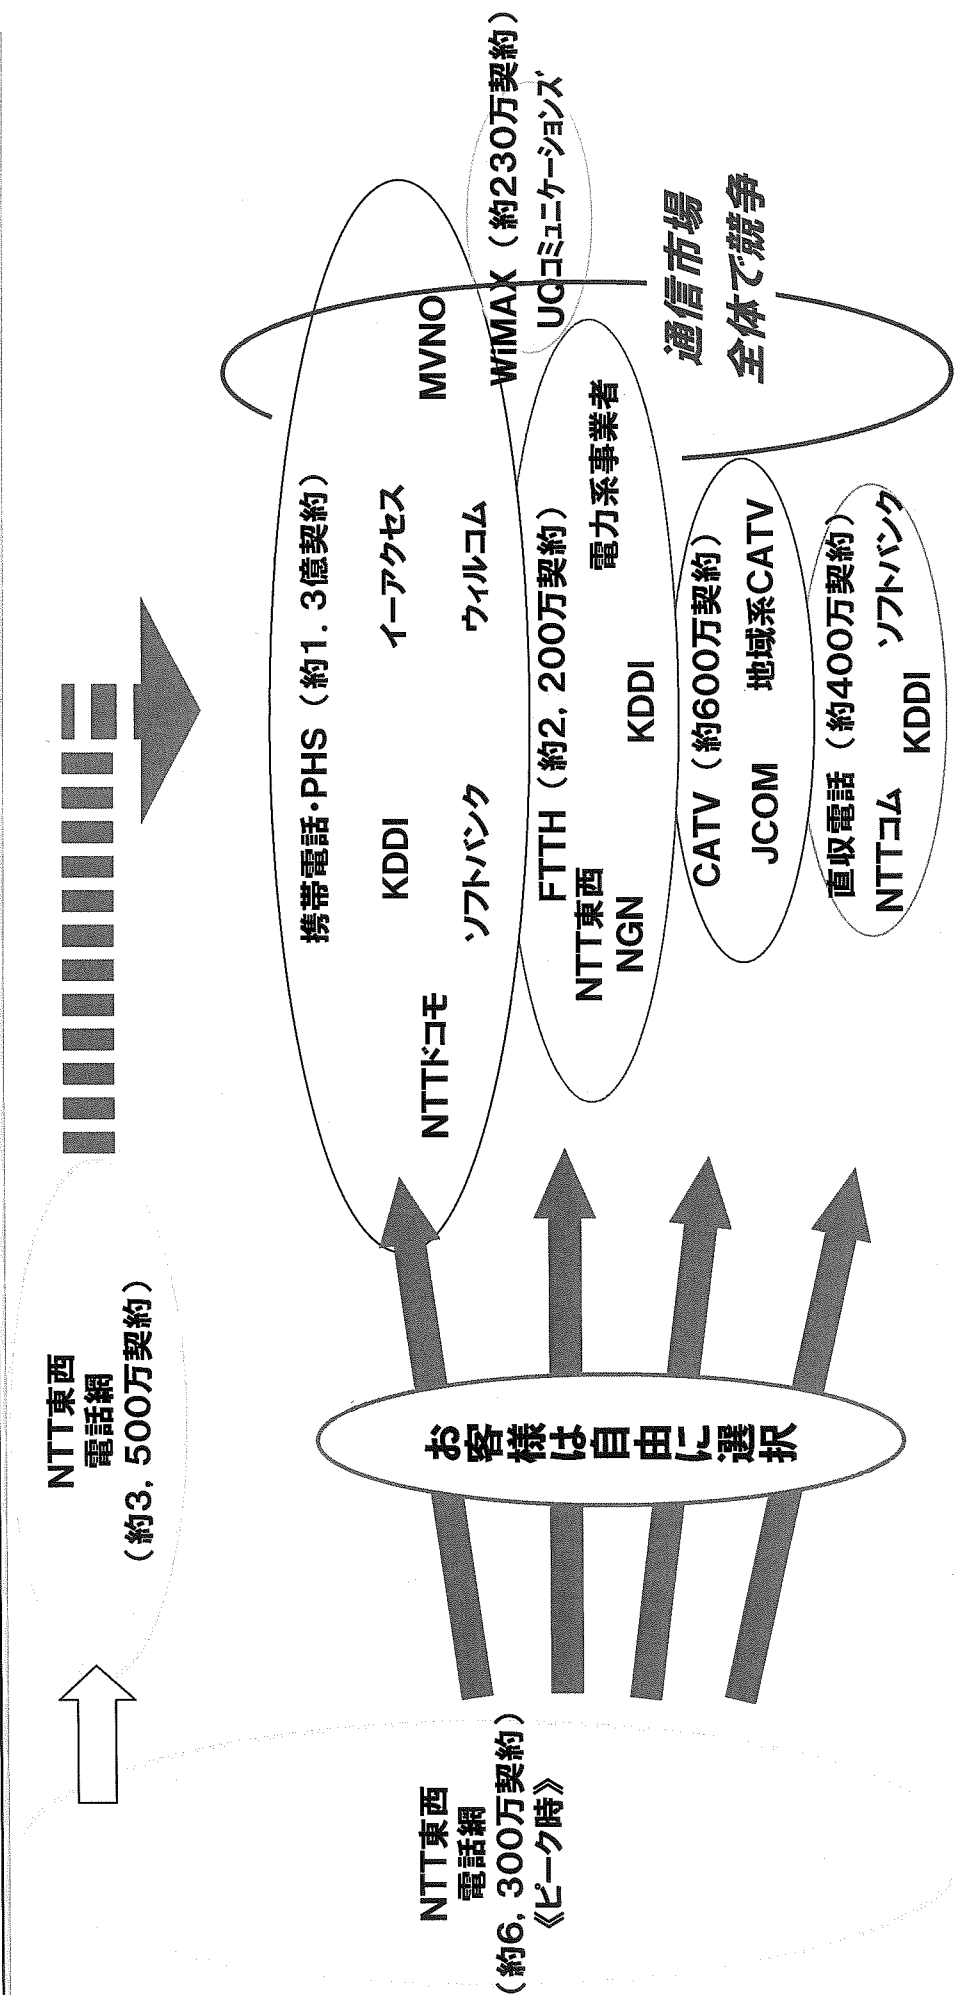 NTT東西
電話網
(約6,300万契約)
《ピーク時》
NTT東西
電話網
(約3,500万契約)
お客様は自由に選択
携帯電話・PHS(約1.3億契約)
NTTドコモ
KDDI
イーアクセス
MVNO
ソフトバンク
ウィルコム
WiMAX(約230万契約)
UQコミュニケーションズ
FTTH(約2,200万契約)
NTT東西
NGN
KDDI
電力系事業者
CATV(約600万契約)
JCOM
地域系CATV
直収電話(約400万契約)
NTTコム
KDDI
ソフトバンク
通信市場
全体で競争